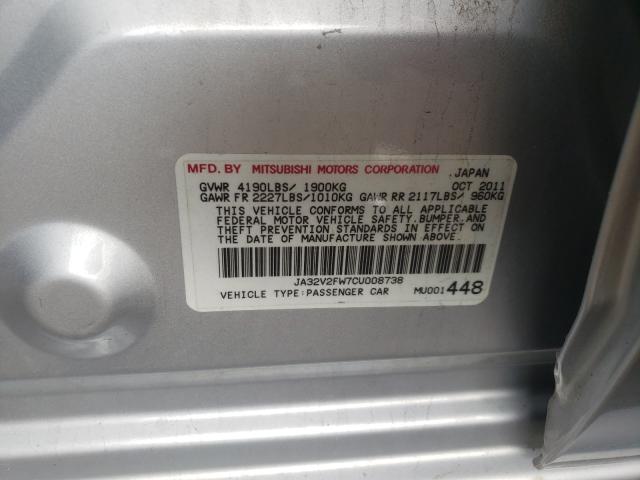 MFD. BY MITSUBISHI MOTORS CORPORATION .JAPAN
GVWR 4190LBS/ 1900KG OCT 2011
GAWR FR 2227LBS/1010KG GAWR RR 2117LBS/ 960KG
THIS VEHICLE CONFORMS TO ALL APPLICABLE
FEDERAL MOTOR VEHICLE SAFETY.BUMPER.AND
THEFT PREVENTION STANDARDS IN EFFECT ON
THE DATE OF MANUFACTURE SHOWN ABOVE.
JA32V2FW7CU008738
VEHICLE TYPE:PASSENGER CAR MU001448